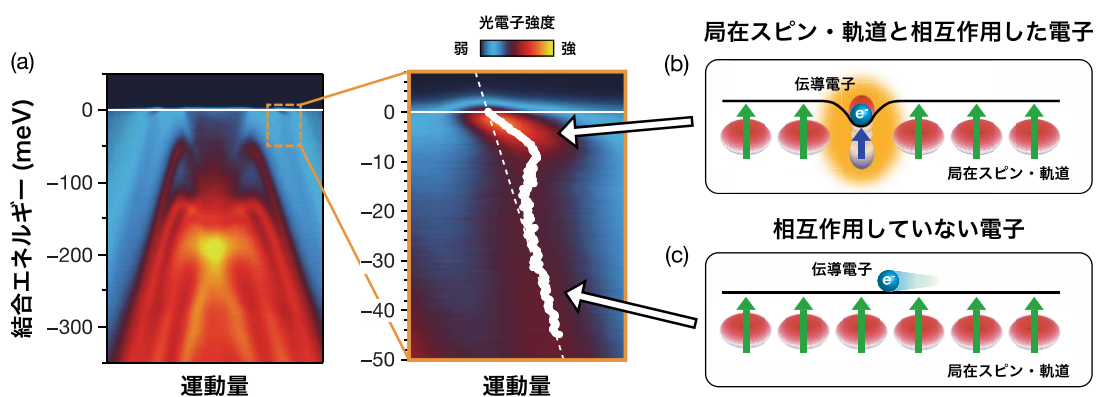 光電子強度
弱
強
(a)
0
−100
−200
−300
結合エネルギー (meV)
運動量
0
−10
−20
−30
−40
−50
運動量
局在スピン・軌道と相互作用した電子
(b)
伝導電子
e-
局在スピン・軌道
相互作用していない電子
(c)
伝導電子
e-
局在スピン・軌道